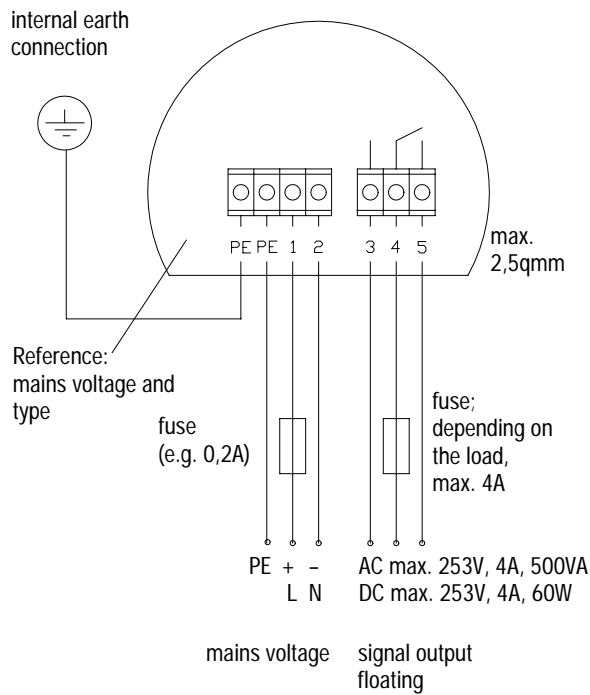 internal earth
connection
PE PE 1 2 3 4 5
max.
2,5qmm
Reference:
mains voltage and
type
fuse
(e.g. 0,2A)
fuse;
depending on
the load,
max. 4A
PE + –
L N
AC max. 253V, 4A, 500VA
DC max. 253V, 4A, 60W
mains voltage
signal output
floating